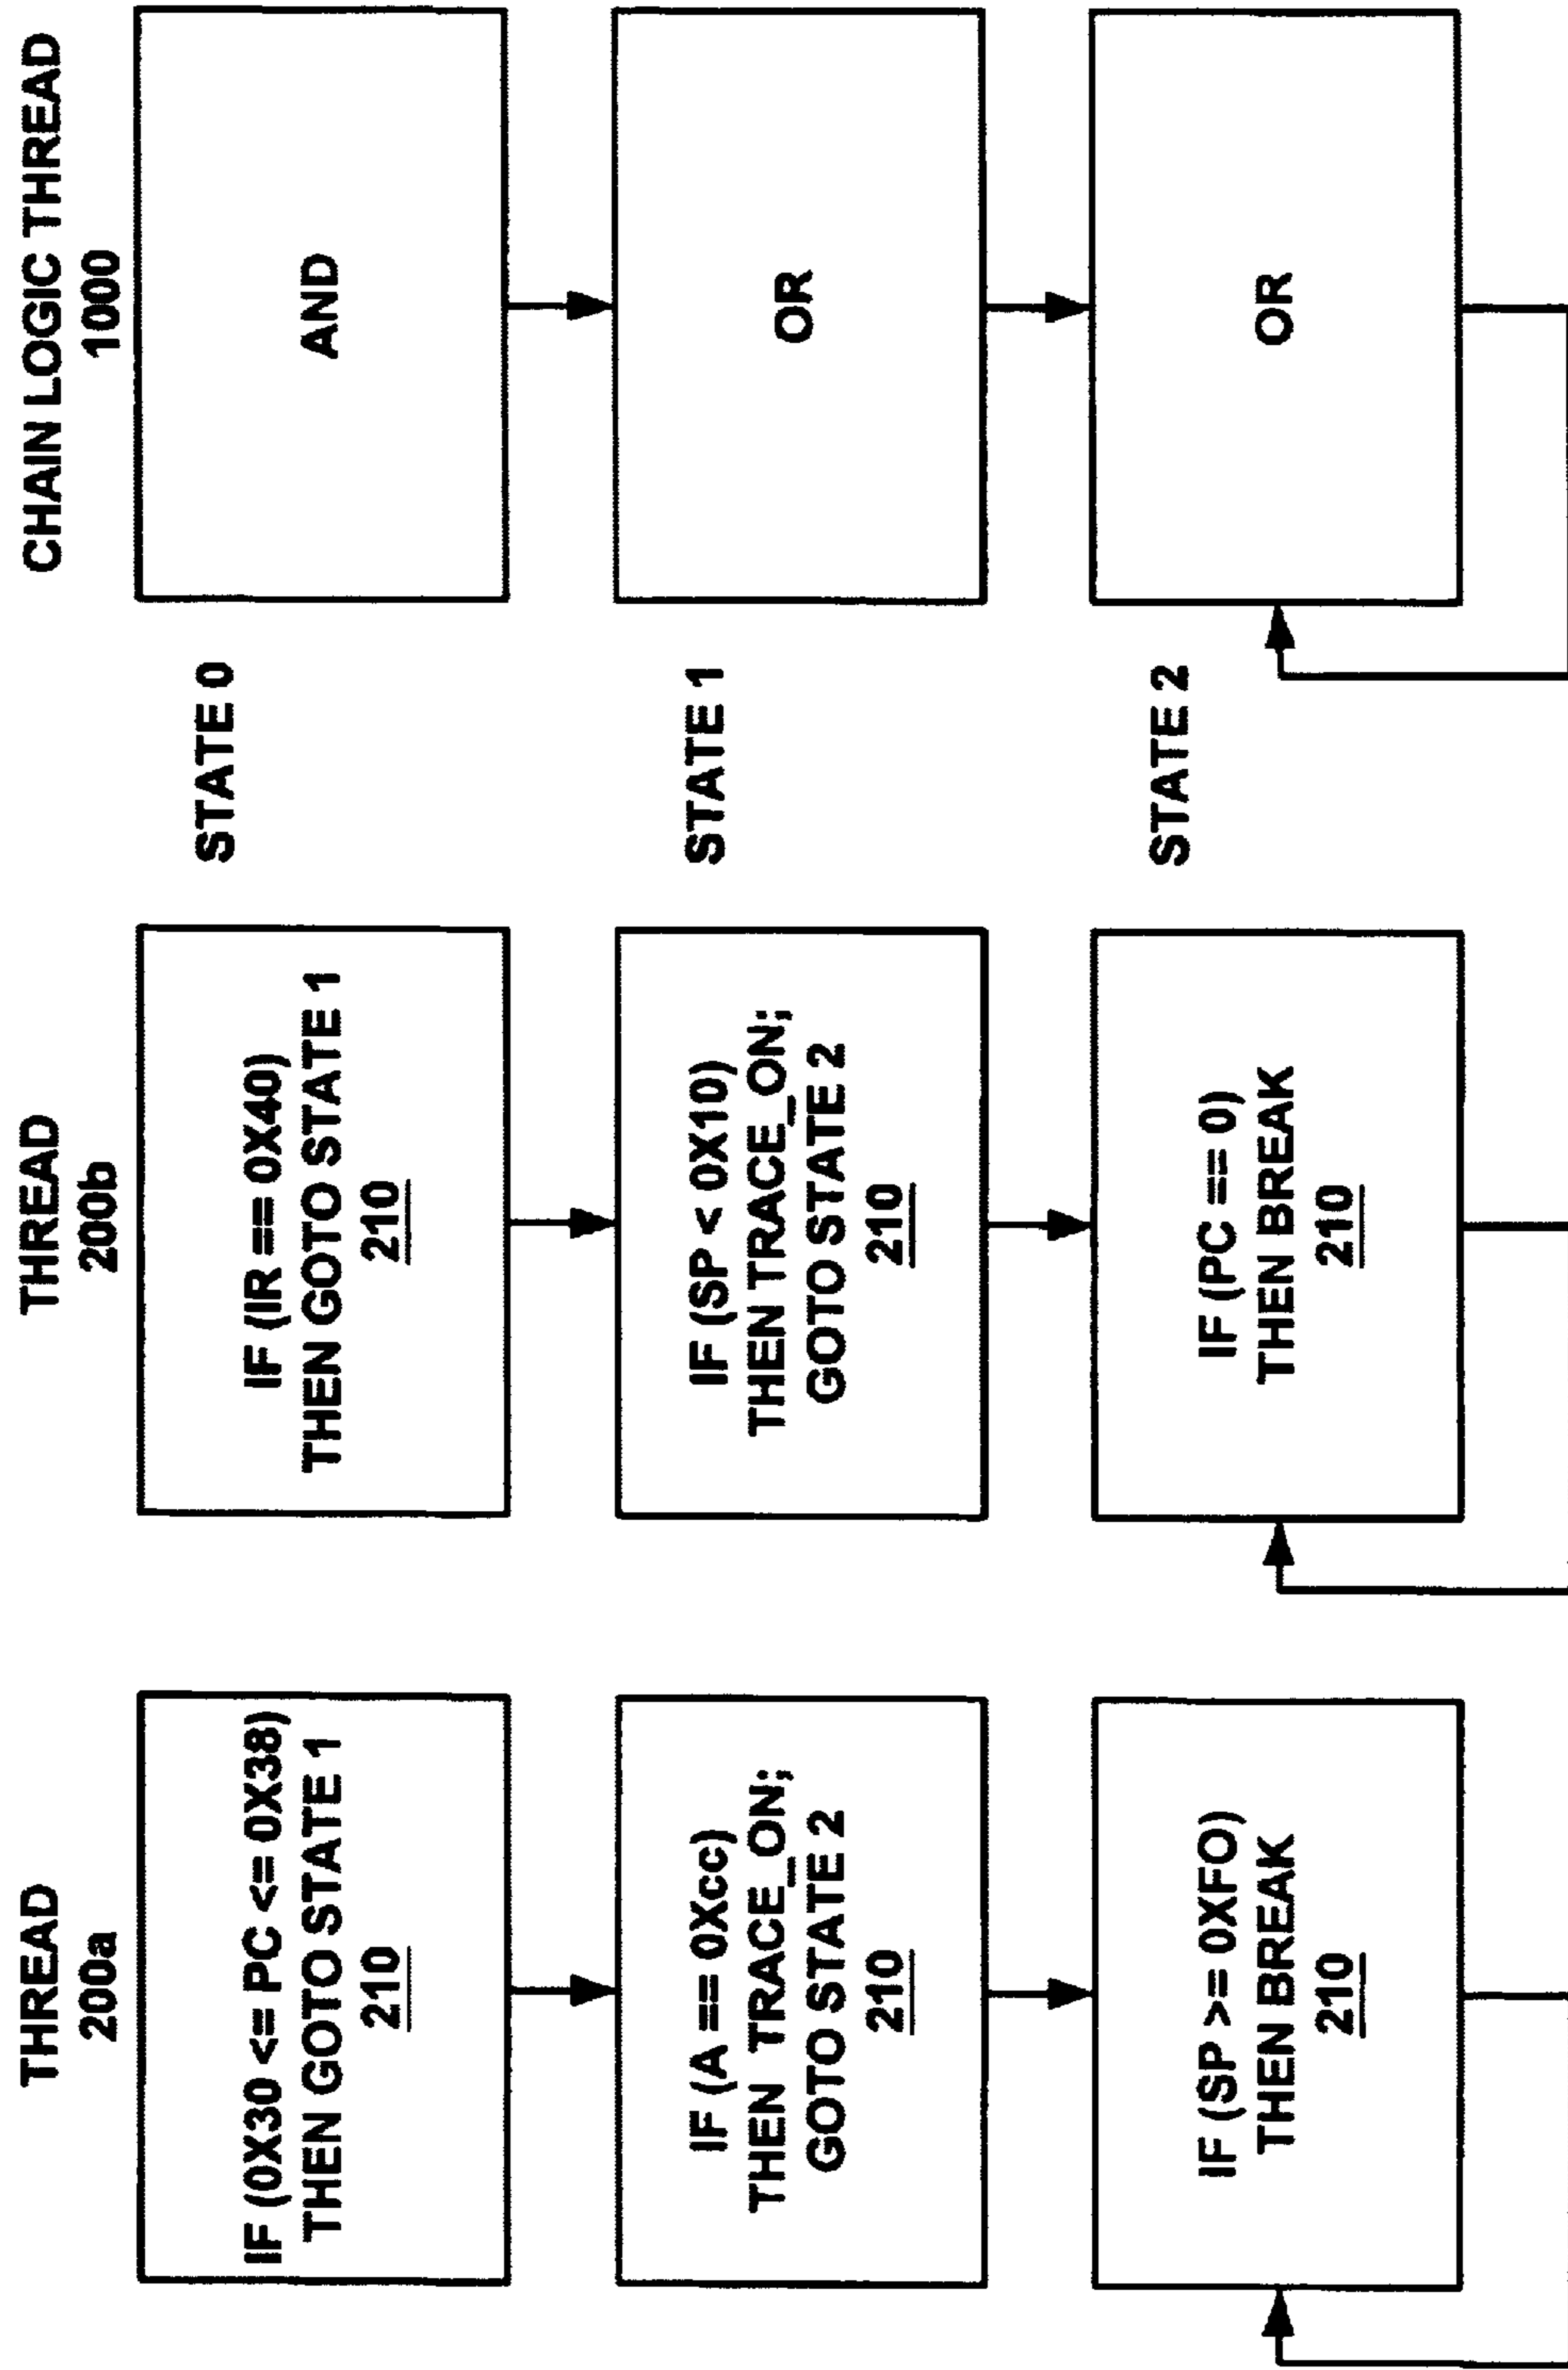 THREAD
200a
THREAD
200b
CHAIN LOGIC THREAD
1000
IF (0X30 <= PC <= 0X38)
THEN GOTO STATE 1
210
IF (IR == 0X40)
THEN GOTO STATE 1
210
STATE 0
AND
IF (A == 0Xcc)
THEN TRACE_ON;
GOTO STATE 2
210
IF (SP < 0X10)
THEN TRACE_ON;
GOTO STATE 2
210
STATE 1
OR
IF (SP >= 0XFO)
THEN BREAK
210
IF (PC == 0)
THEN BREAK
210
STATE 2
OR